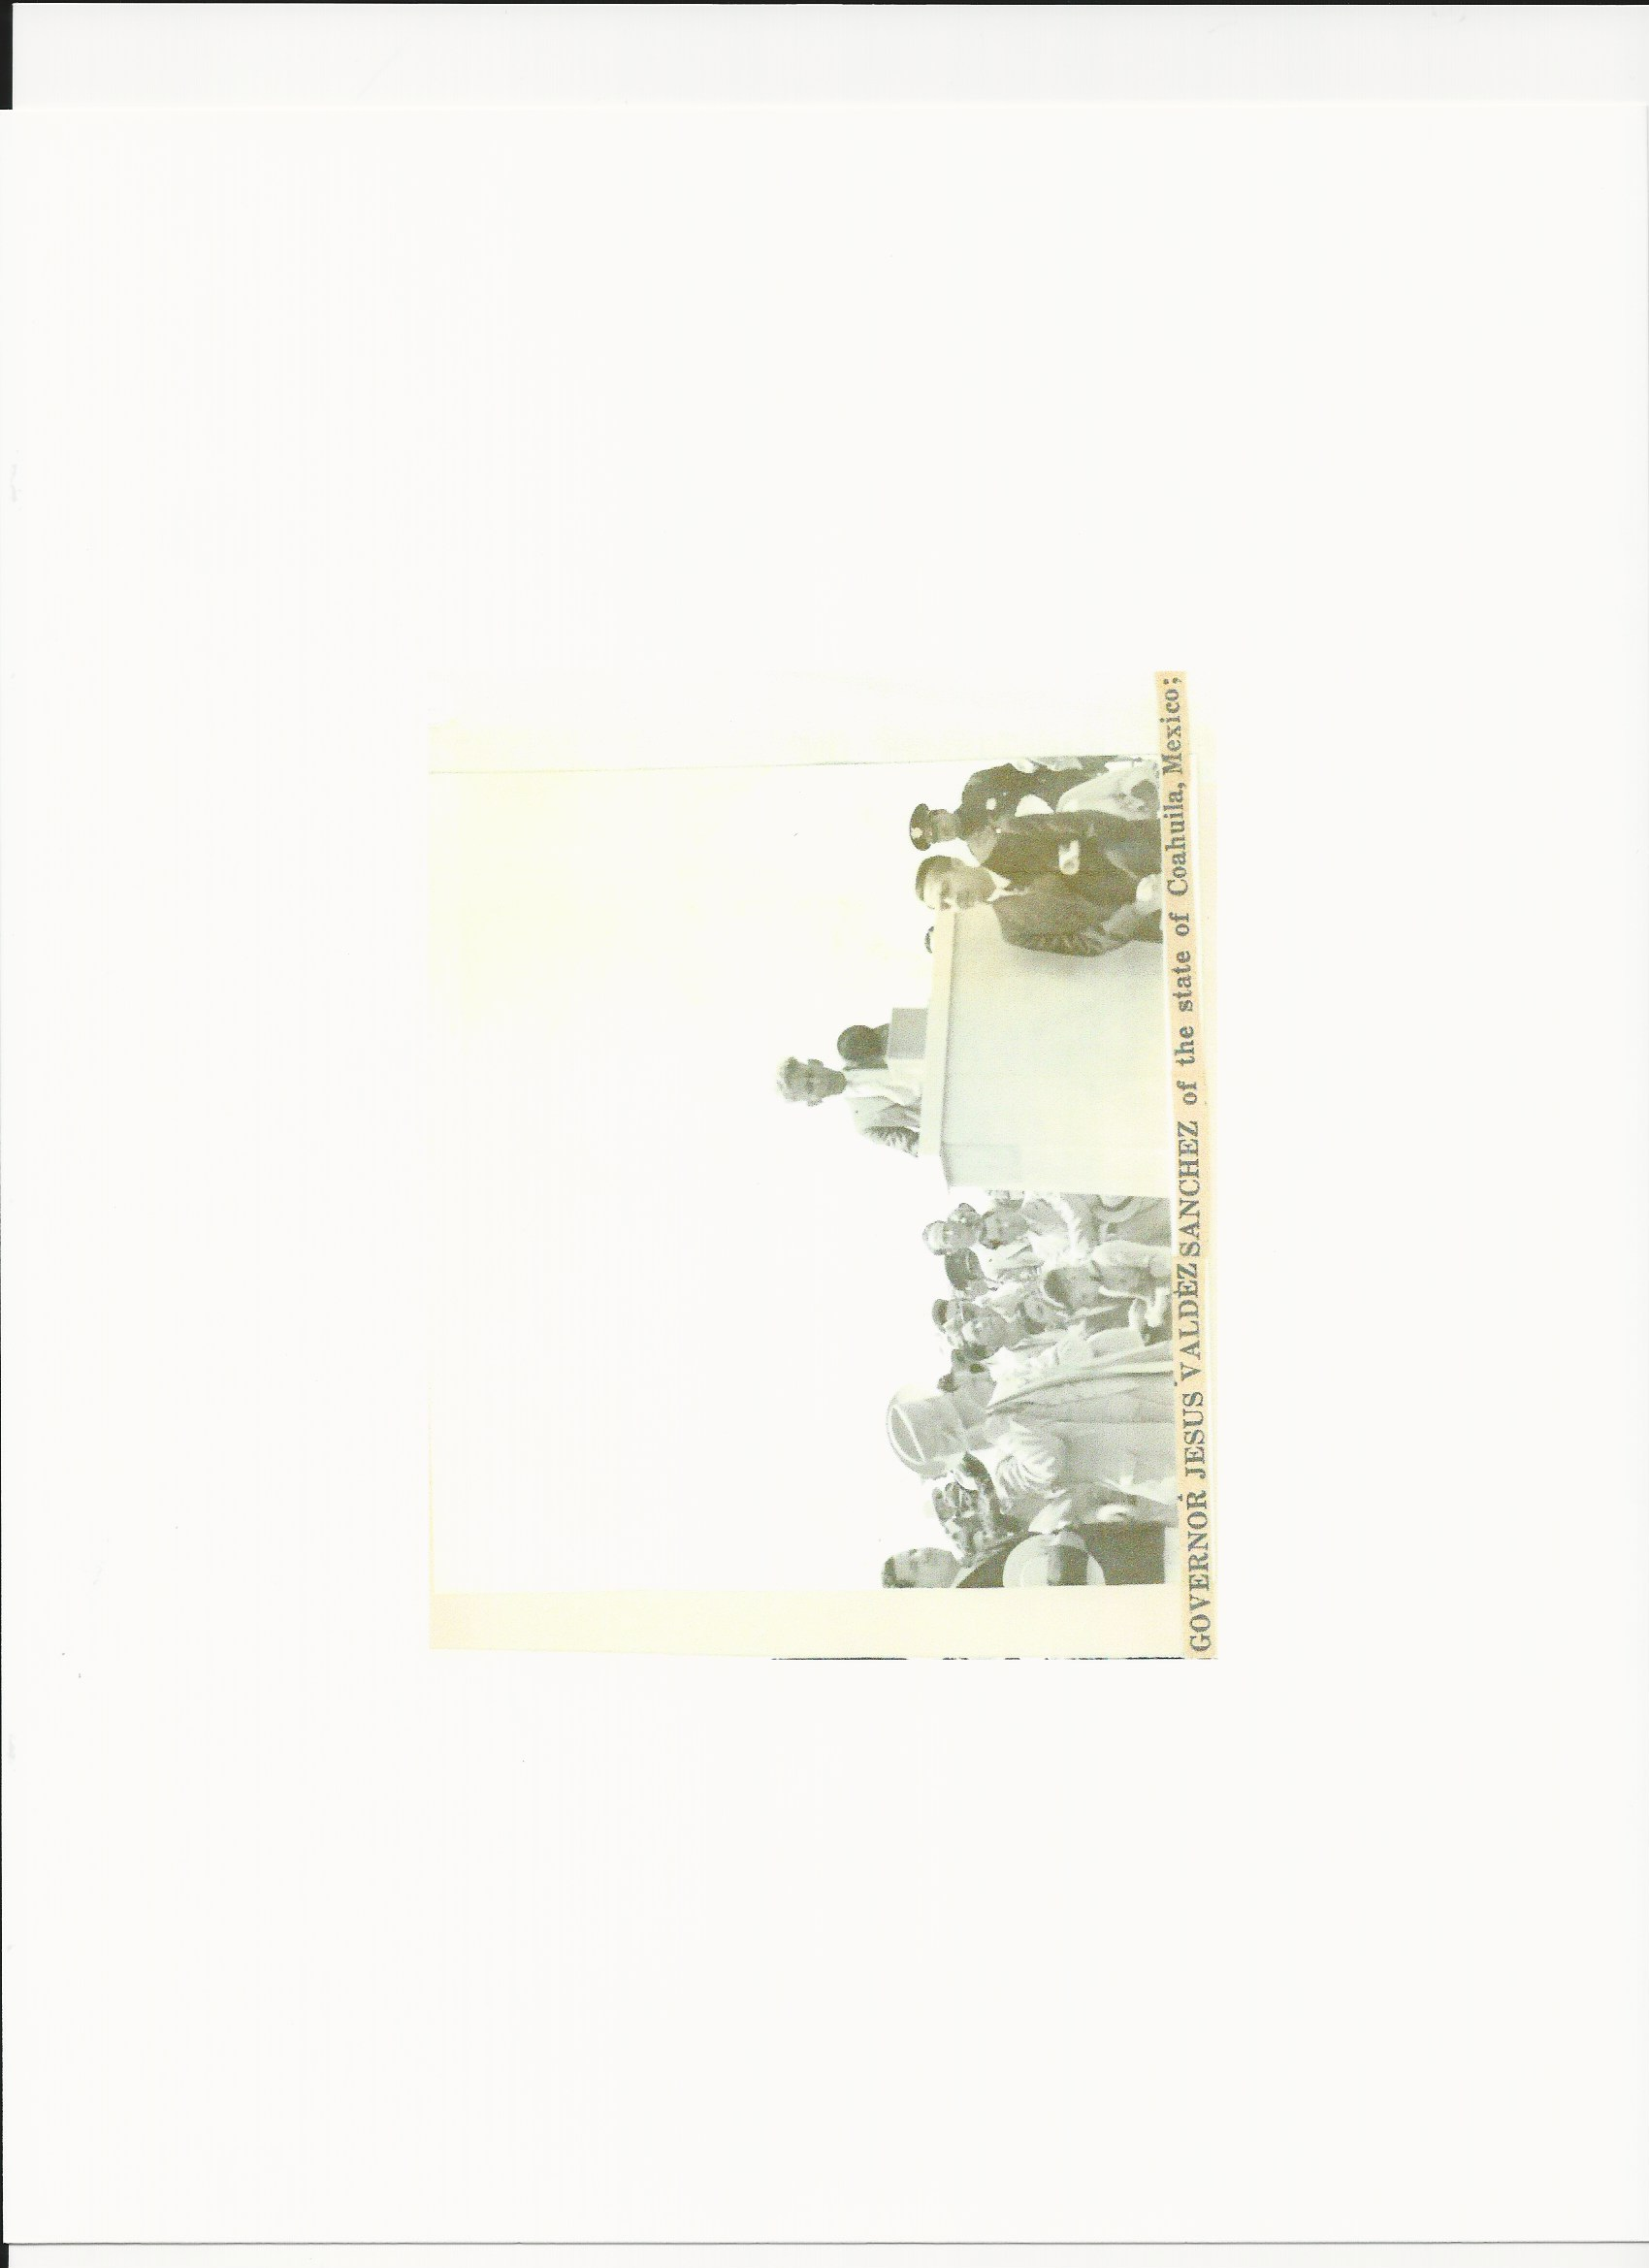 GOVERNOR JESUS VALDEZ SANCHEZ of the state of Coahuila, Mexico;